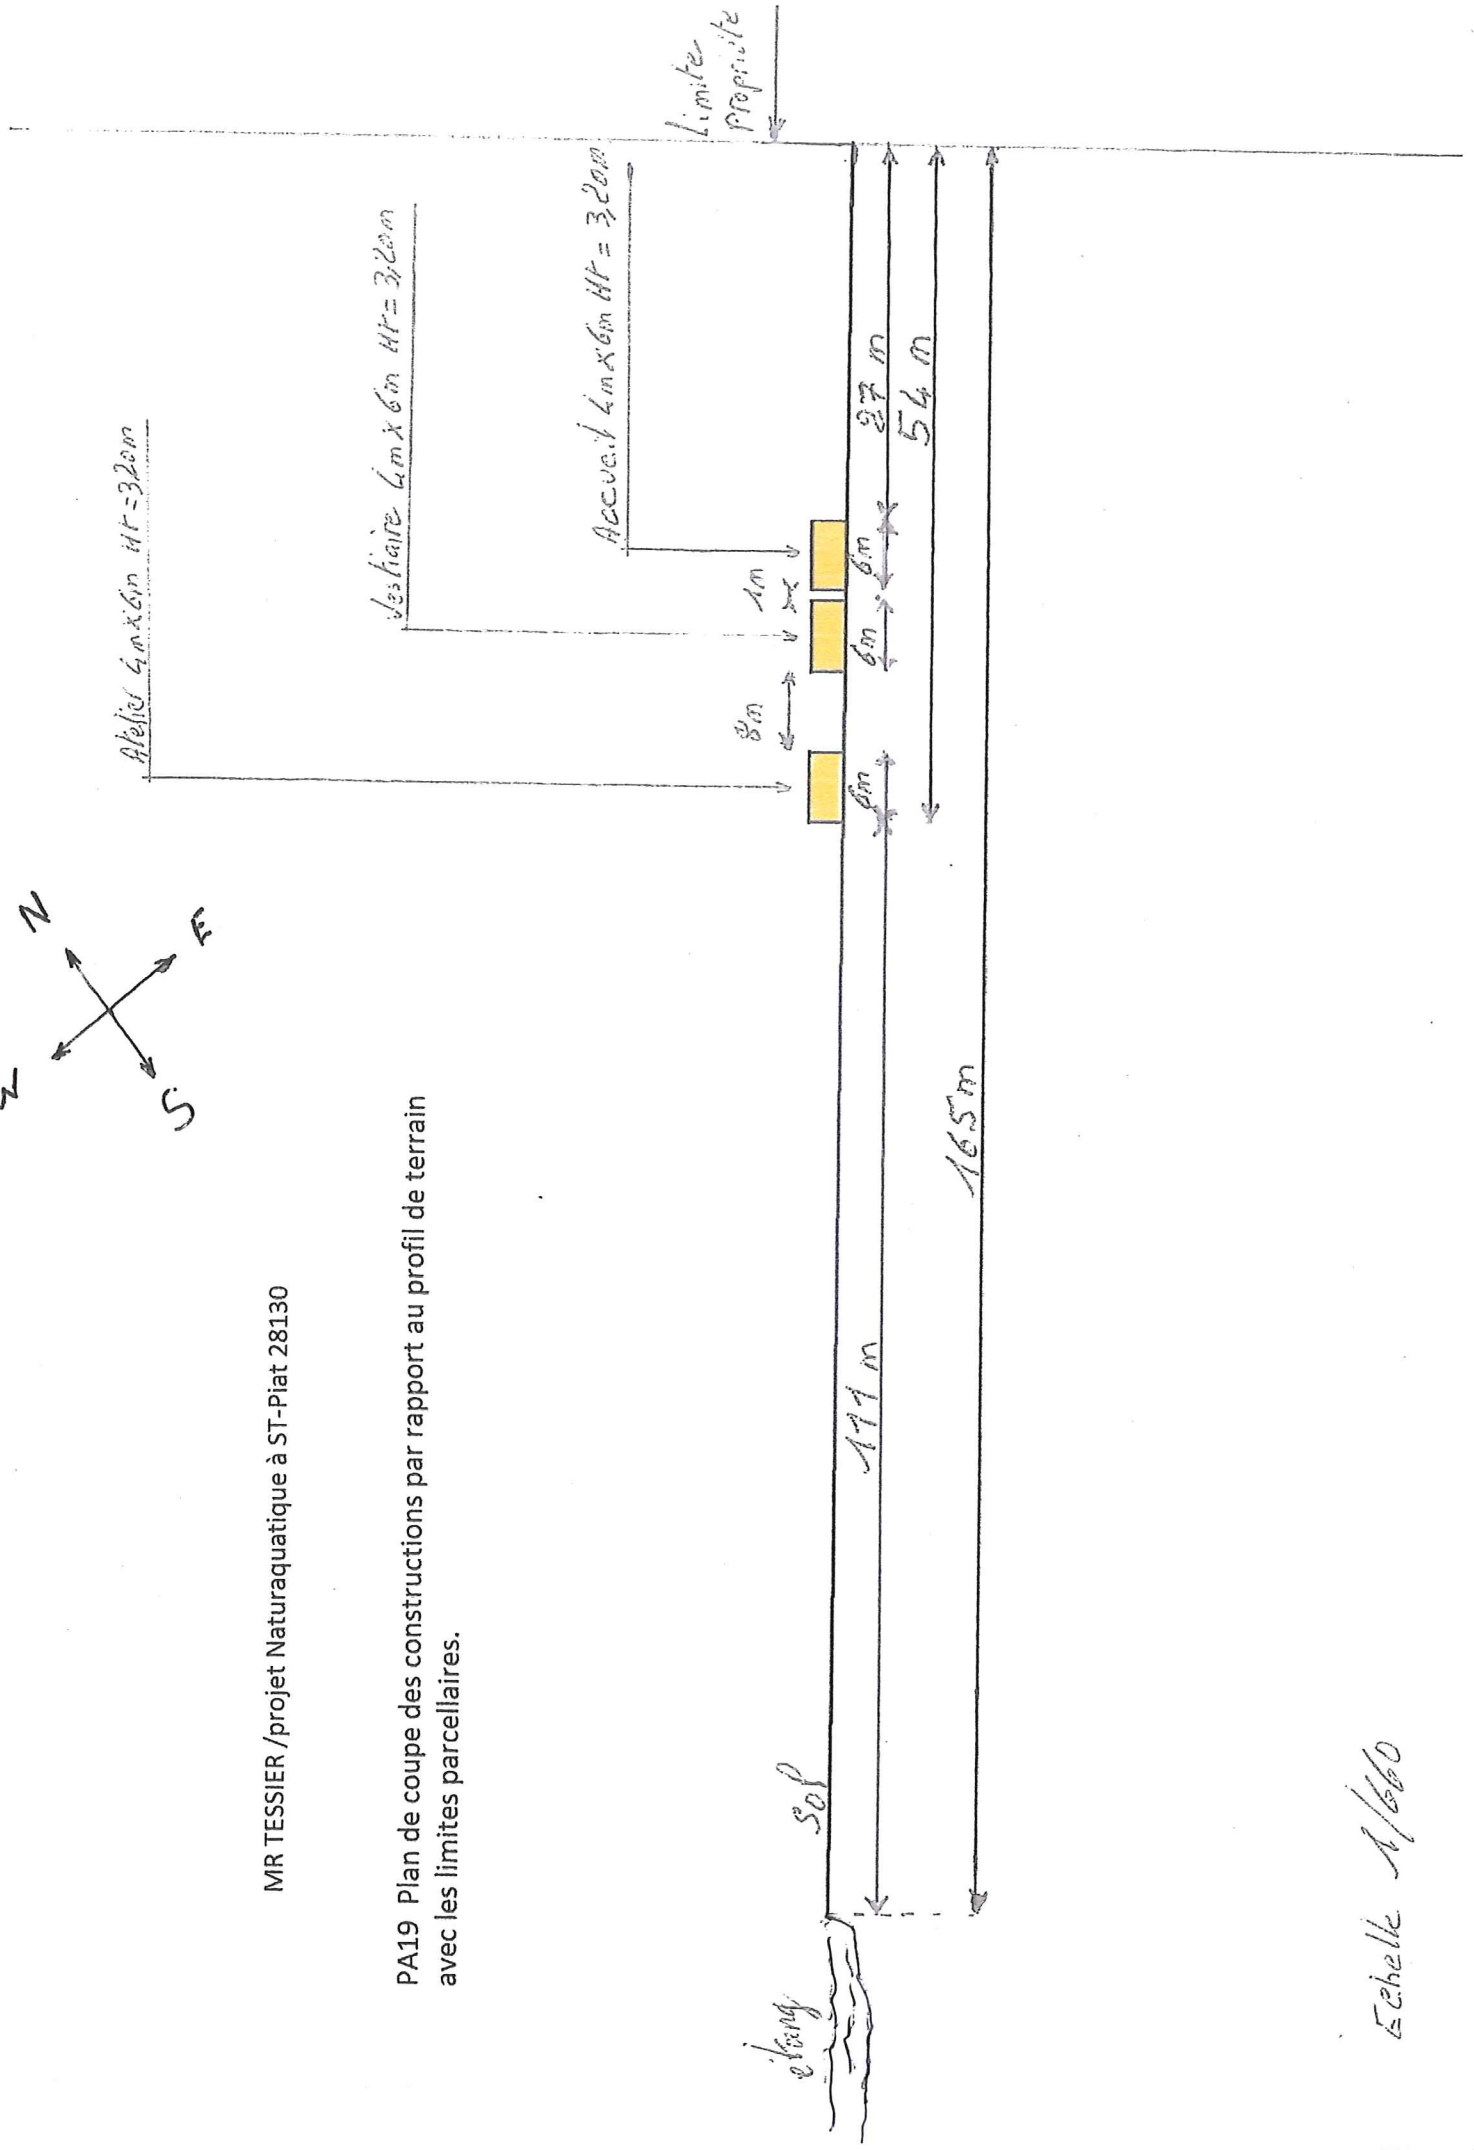 N
E
S
MR TESSIER /projet Naturaquatique à ST-Piat 28130
PA19 Plan de coupe des constructions par rapport au profil de terrain
avec les limites parcellaires.
Atelier 4m x 6m Ht = 3,20m
Vestiaire 4m x 6m Ht = 3,20m
Accueil 4m x 6m Ht = 3,20m
Limite
Propriété
8m
1m
étang
Sol
6m
6m
6m
111 m
27 m
54 m
165 m
Echelle 1/660